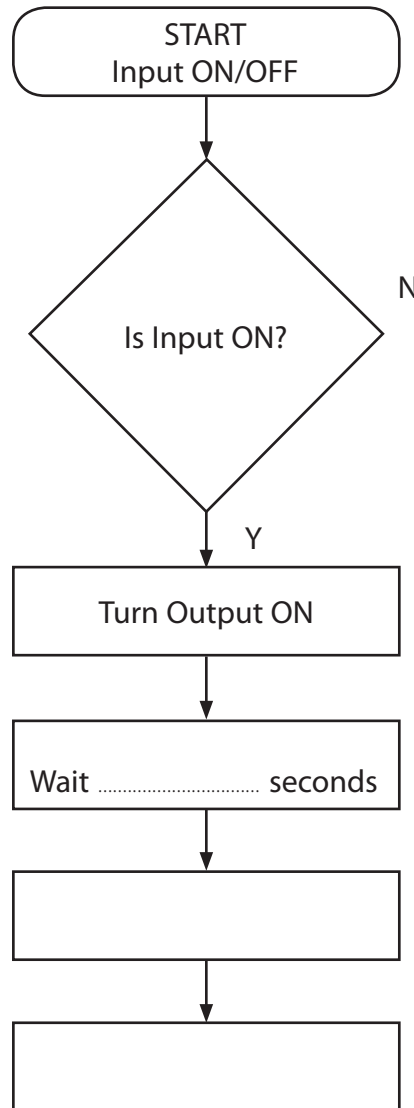 START
Input ON/OFF
Is Input ON?
N
Y
Turn Output ON
Wait ................................ seconds